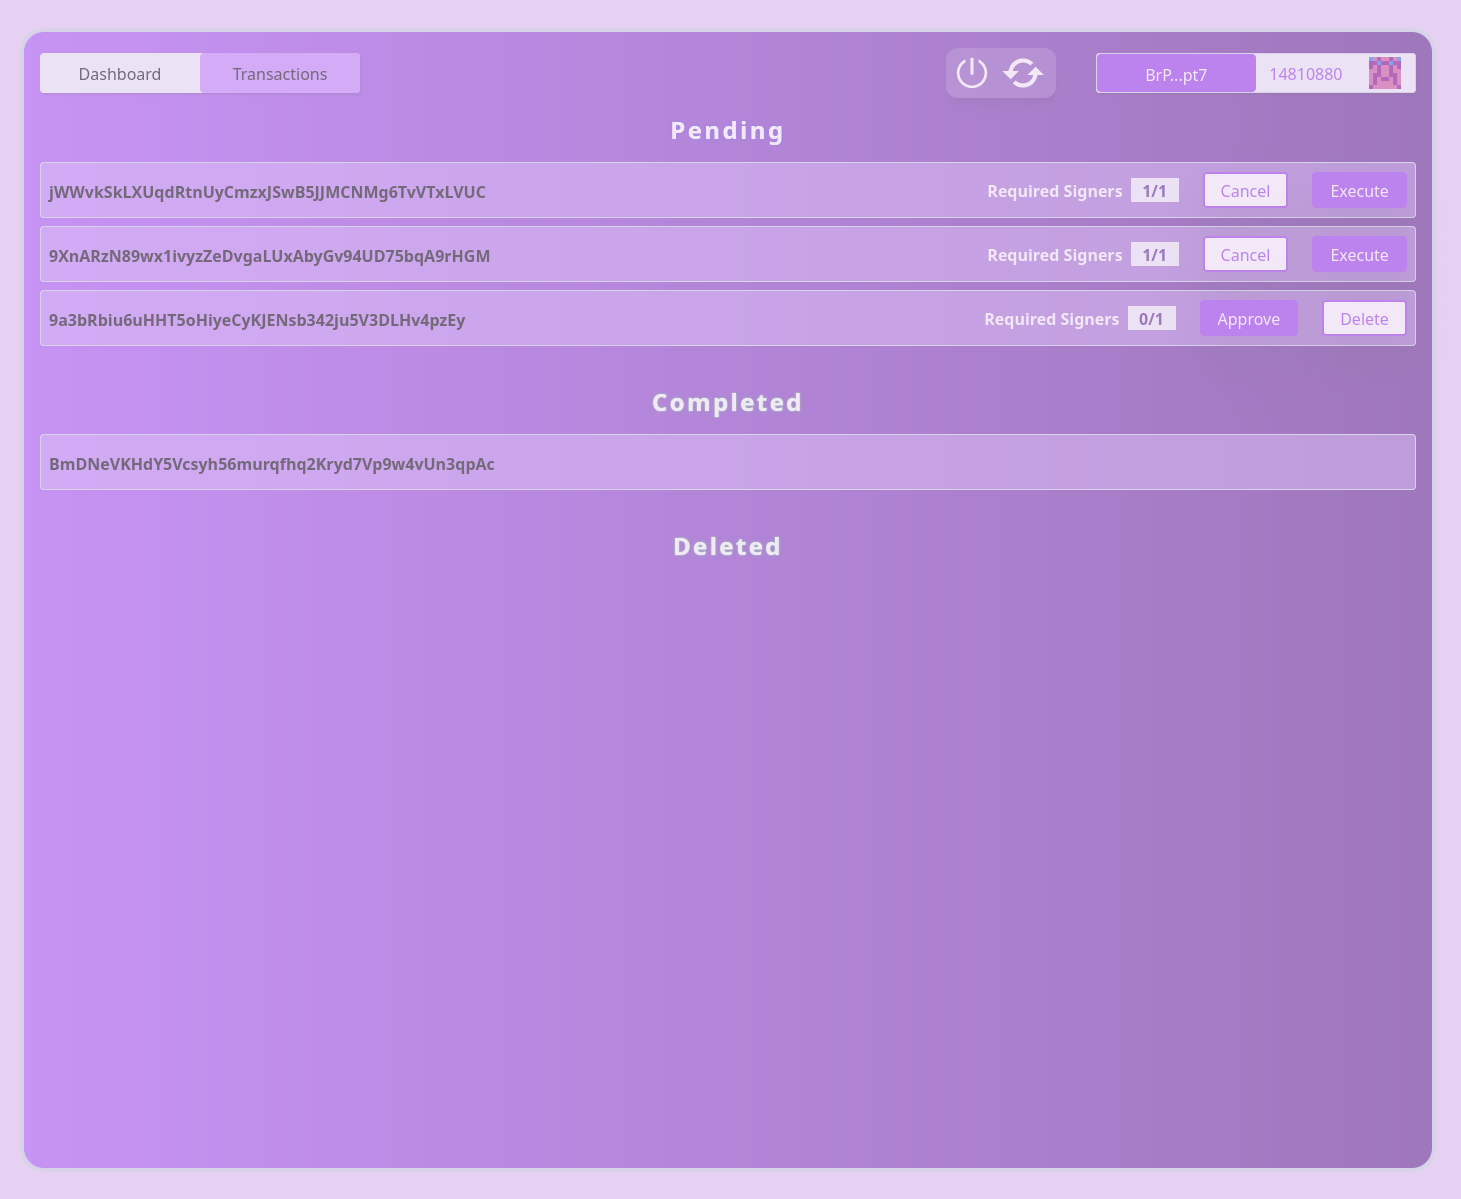 Dashboard Transactions BrP...pt7 14810880
Pending
jWWvkSkLXUqdRtnUyCmzxJSwB5JJMCNMg6TvVTxLVUC Required Signers 1/1 Cancel Execute
9XnARzN89wx1ivyzZeDvgaLUxAbyGv94UD75bqA9rHGM Required Signers 1/1 Cancel Execute
9a3bRbiu6uHHT5oHiyeCyKJENsb342ju5V3DLHv4pzEy Required Signers 0/1 Approve Delete
Completed
BmDNeVKHdY5Vcsyh56murqfhq2Kryd7Vp9w4vUn3qpAc
Deleted